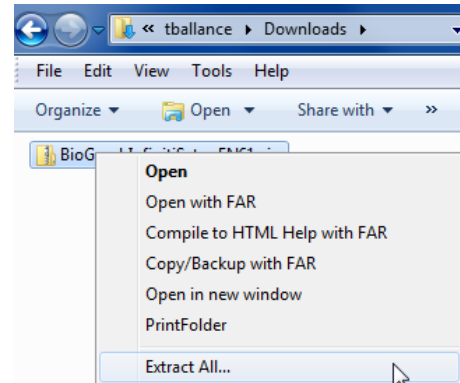 « tballance ▸ Downloads ▸
File Edit View Tools Help
Organize ▾ Open ▾ Share with ▾ »
Open
Open with FAR
Compile to HTML Help with FAR
Copy/Backup with FAR
Open in new window
PrintFolder
Extract All...